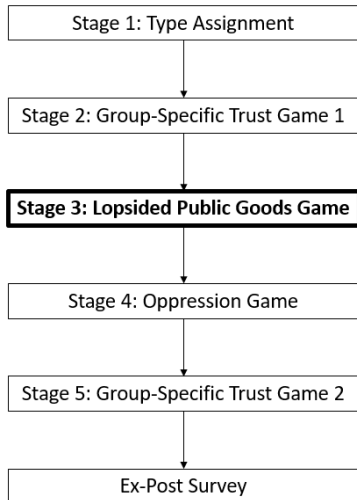 Stage 1: Type Assignment
Stage 2: Group-Specific Trust Game 1
Stage 3: Lopsided Public Goods Game
Stage 4: Oppression Game
Stage 5: Group-Specific Trust Game 2
Ex-Post Survey